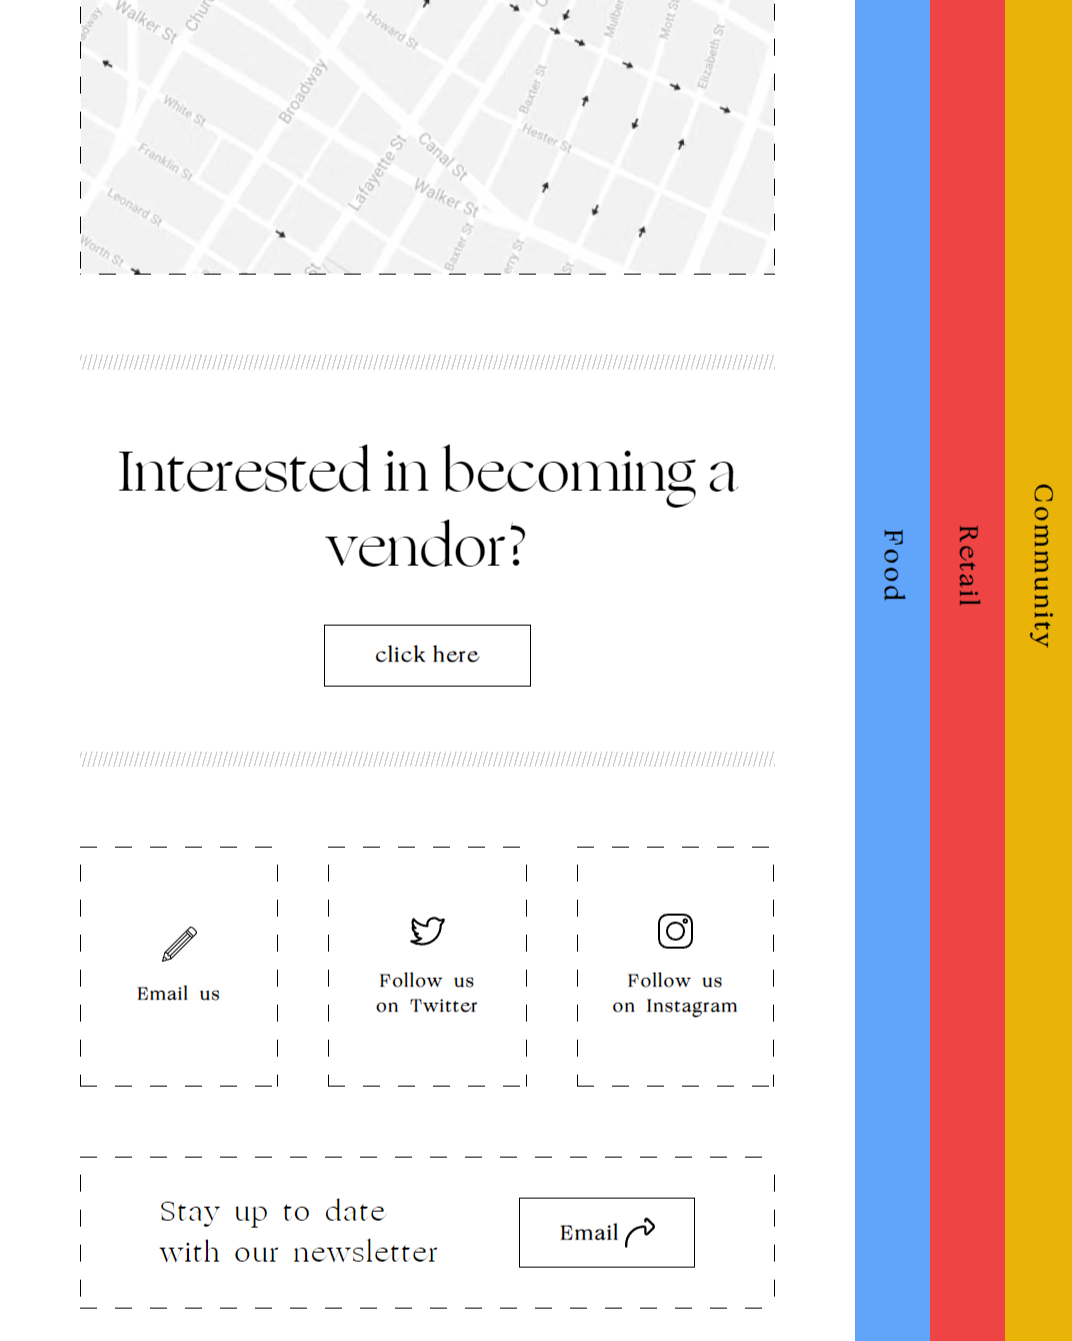 Walker St
Howard St
Mott St
Elizabeth St
Broadway
White St
Baxter St
Hester St
Franklin St
Lafayette St
Canal St
Walker St
Leonard St
Baxter St
Worth St
St
St
Interested in becoming a
vendor?
click here
Email us
Follow us
on Twitter
Follow us
on Instagram
Stay up to date
with our newsletter
Email
Food
Retail
Community